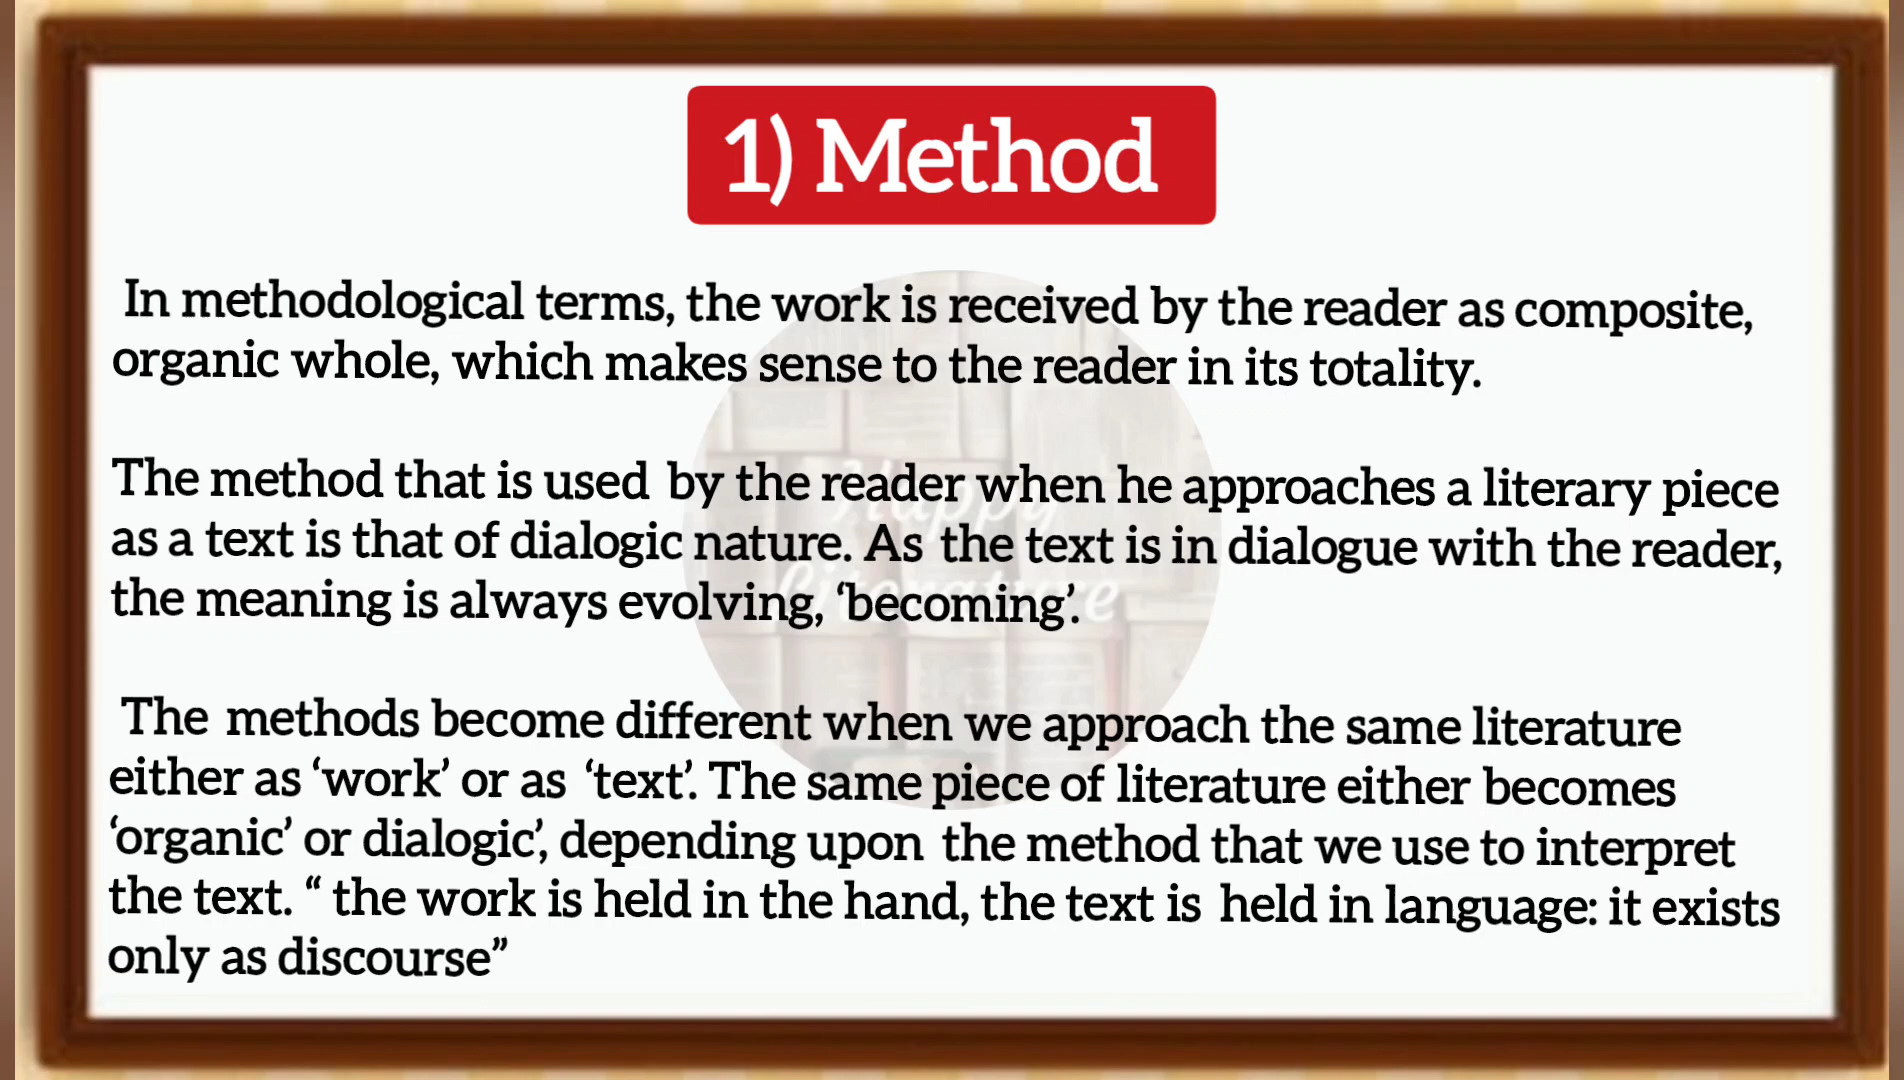 1) Method
In methodological terms, the work is received by the reader as composite,
organic whole, which makes sense to the reader in its totality.
The method that is used by the reader when he approaches a literary piece
as a text is that of dialogic nature. As the text is in dialogue with the reader,
the meaning is always evolving, ‘becoming’.
The methods become different when we approach the same literature
either as ‘work’ or as ‘text’. The same piece of literature either becomes
‘organic’ or dialogic’, depending upon the method that we use to interpret
the text. “ the work is held in the hand, the text is held in language: it exists
only as discourse”
Happy
Literature